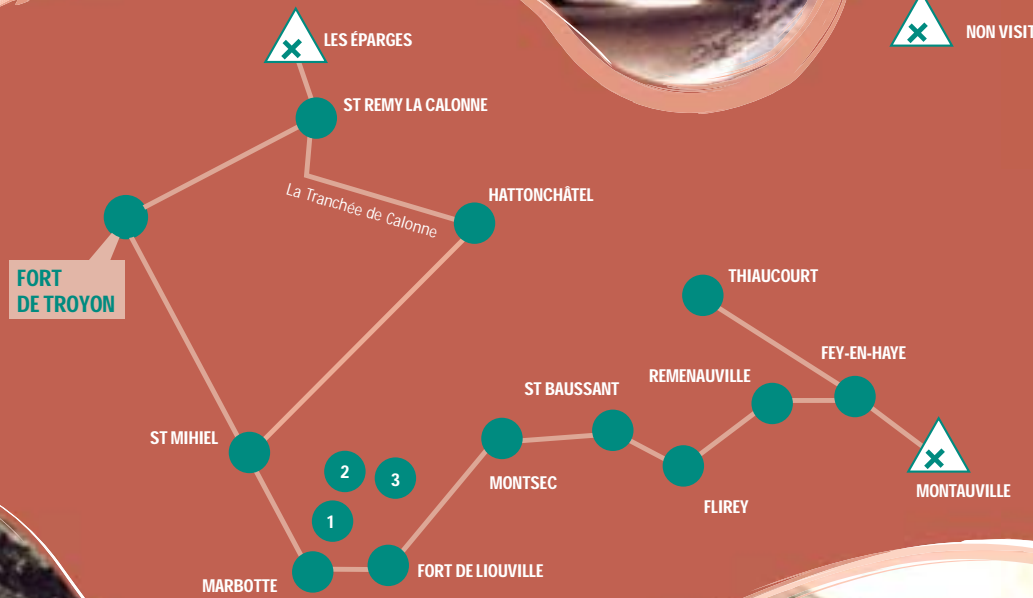 LES ÉPARGES
NON VISIT
ST REMY LA CALONNE
La Tranchée de Calonne
HATTONCHÂTEL
FORT
DE TROYON
THIAUCOURT
FEY-EN-HAYE
REMENAUVILLE
ST BAUSSANT
ST MIHIEL
2
3
1
MONTSEC
MONTAUVILLE
FLIREY
FORT DE LIOUVILLE
MARBOTTE